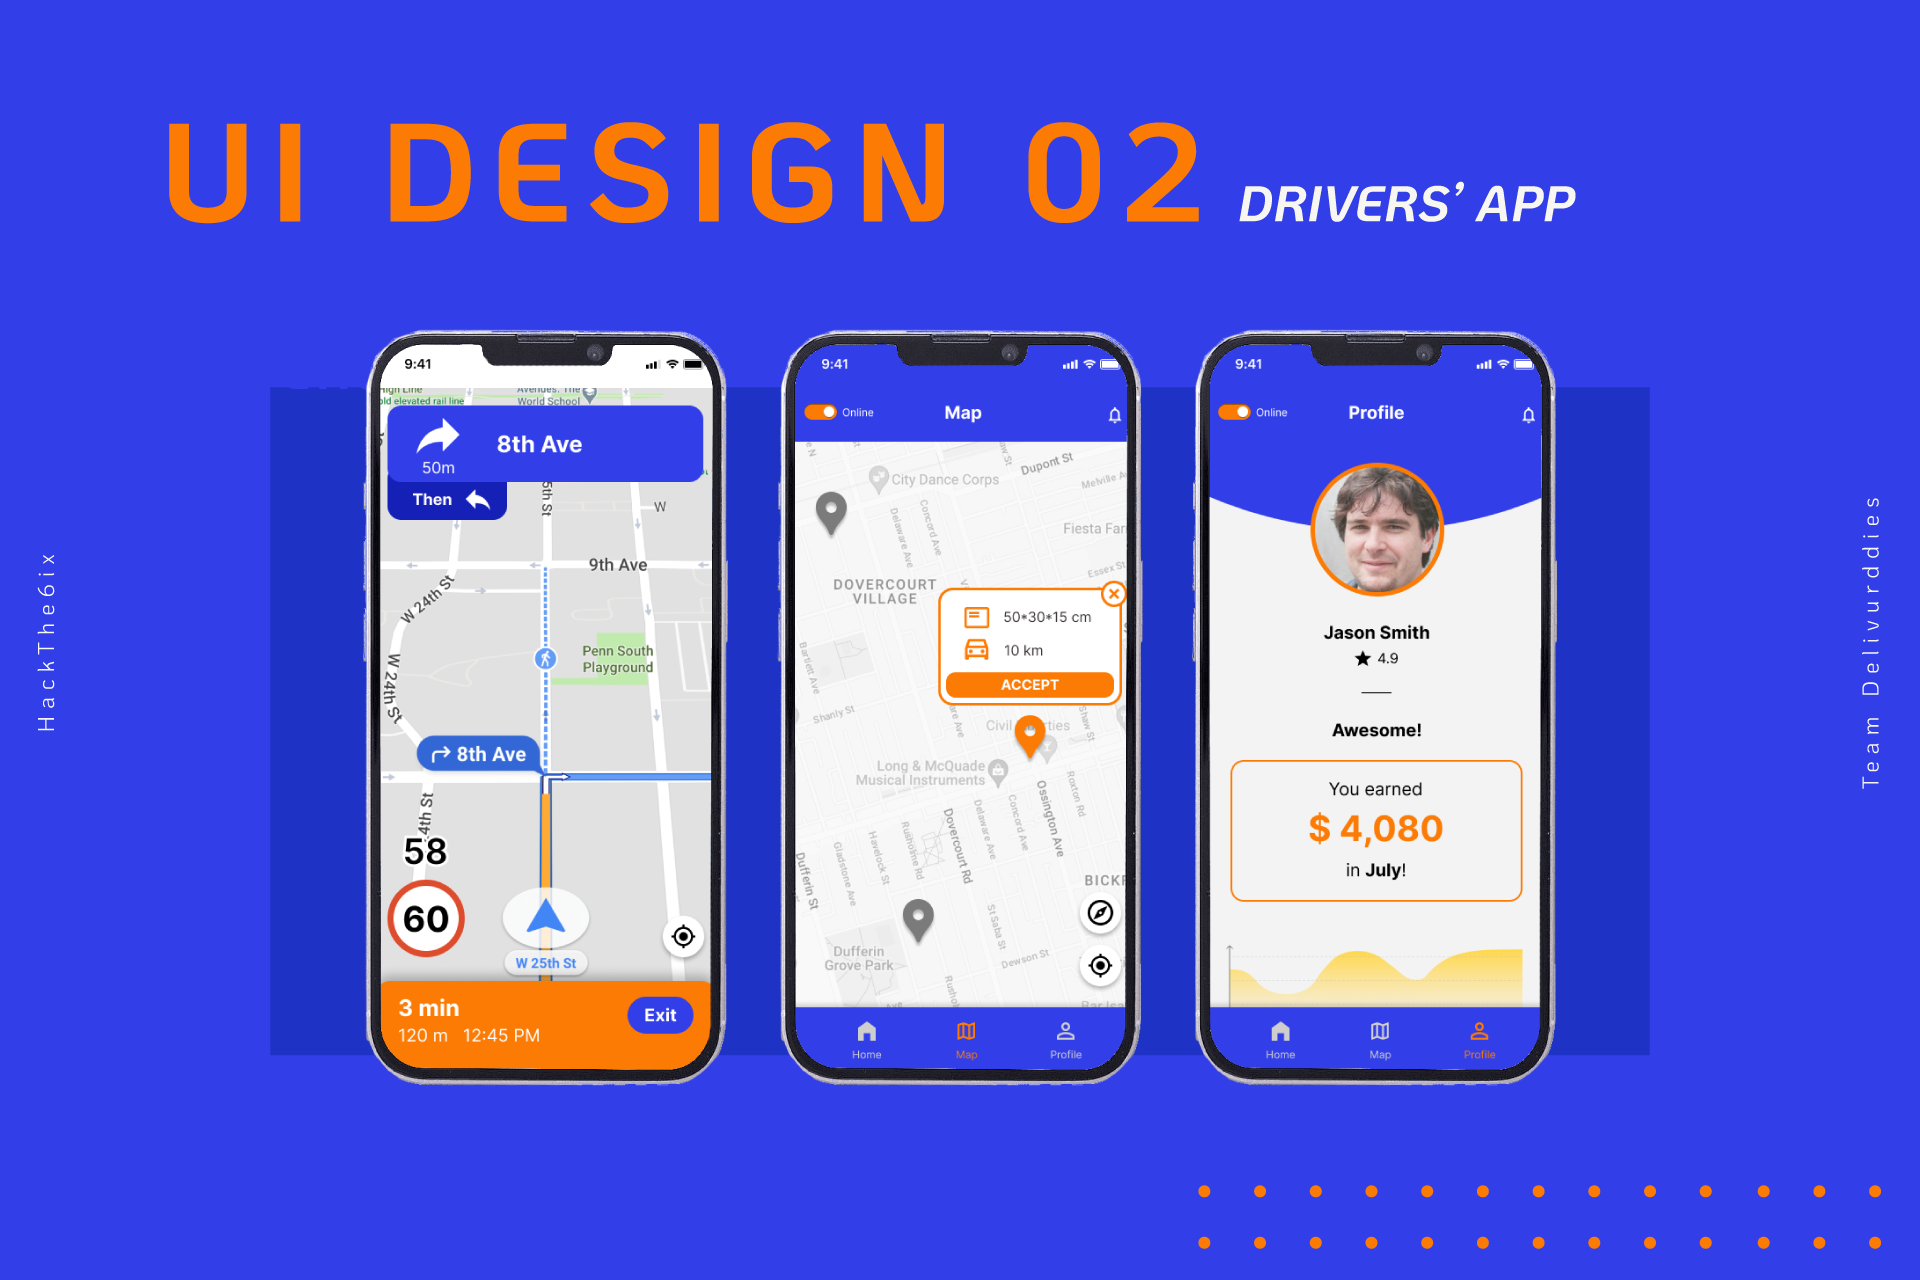 UI DESIGN 02 DRIVERS' APP
HackThe6ix
Team Delivurddies
9:41
High Line
old elevated rail line
Avenues: The
World School
8th Ave
50m
Then
5th St
W
9th Ave
W 24th St
Penn South
Playground
W 24th St
8th Ave
4th St
58
60
W 25th St
3 min
120 m 12:45 PM
Exit
9:41
Online
Map
City Dance Corps
Dupont St
Melville A
Delaware Ave
Concord Ave
Fiesta Far
Essex St
DOVERCOURT
VILLAGE
50*30*15 cm
10 km
ACCEPT
Bartlett Ave
Shanly St
Shaw St
Long & McQuade
Musical Instruments
Roxton Rd
Ossington Ave
Concord Ave
Delaware Ave
Dovercourt Rd
Rusholme Rd
Havelock St
Gladstone Ave
Dufferin St
BICKF
St Saba St
Dufferin
Grove Park
Dewson St
Rushol
Home
Map
Profile
9:41
Online
Profile
Jason Smith
4.9
Awesome!
You earned
$ 4,080
in July!
Home
Map
Profile